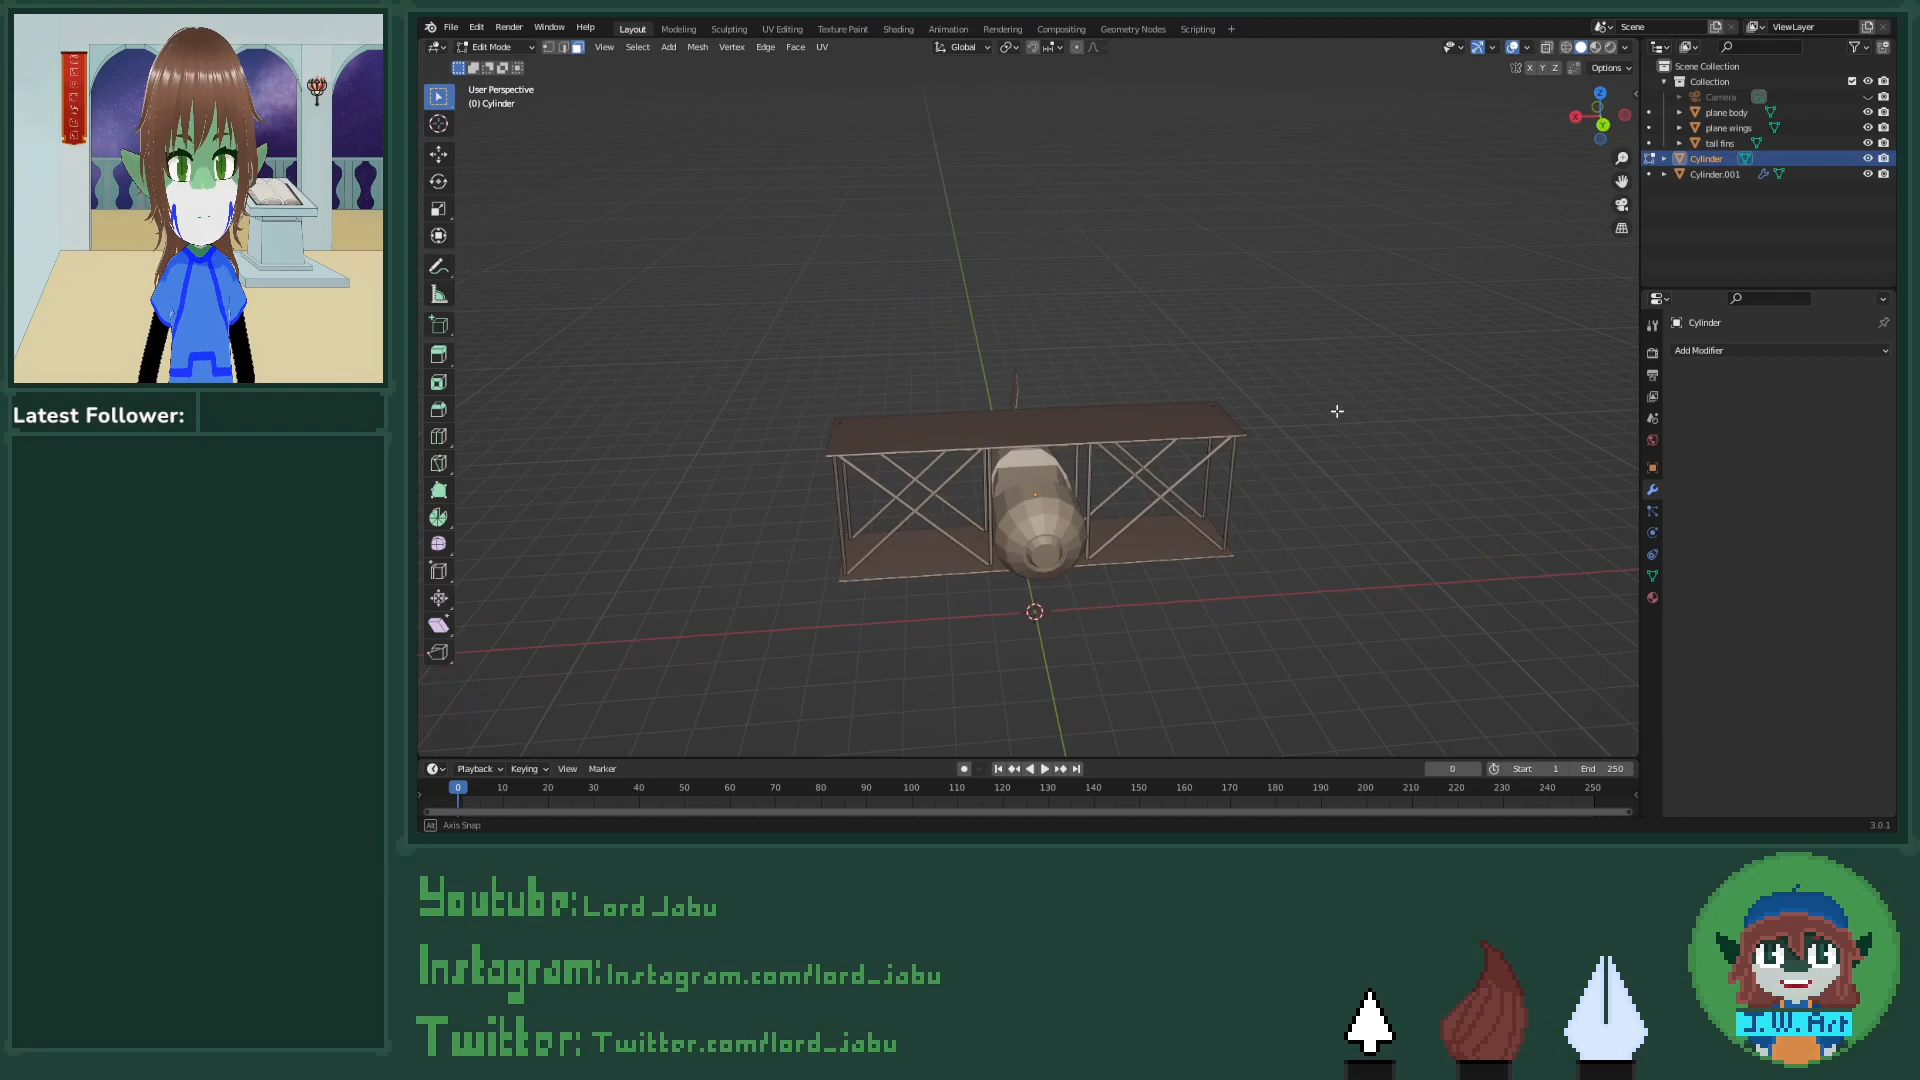 File Edit Render Window Help Layout Modeling Sculpting UV Editing Texture Paint Shading Animation Rendering Compositing Geometry Nodes Scripting + Scene ViewLayer
Edit Mode View Select Add Mesh Vertex Edge Face UV Global
X Y Z Options
User Perspective
(0) Cylinder
Scene Collection
Collection
Camera
plane body
plane wings
tail fins
Cylinder
Cylinder.001
Z
X
Y
Cylinder
Add Modifier
Latest Follower:
Playback Keying View Marker 0 Start 1 End 250
0 10 20 30 40 50 60 70 80 90 100 110 120 130 140 150 160 170 180 190 200 210 220 230 240 250
Alt Axis Snap 3.0.1
Youtube: Lord Jabu
Instagram: Instagram.com/lord_jabu
Twitter: Twitter.com/lord_jabu
J.W. Art